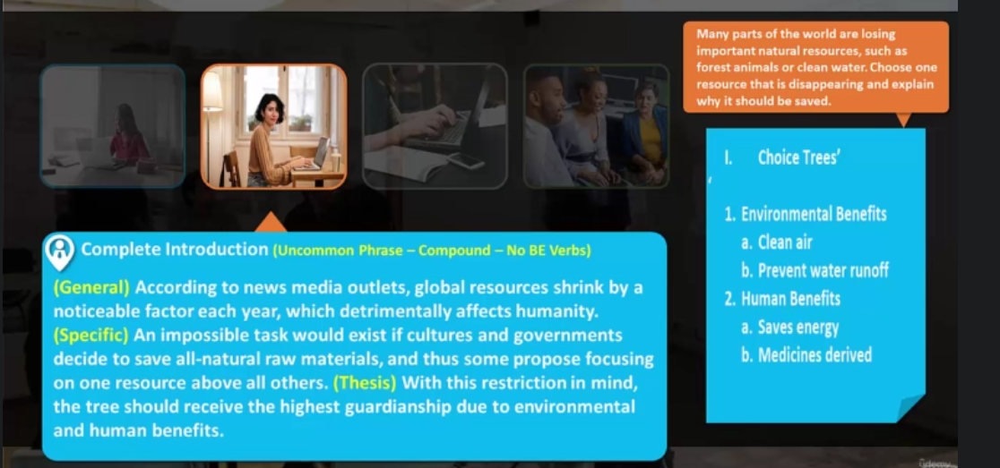 Many parts of the world are losing
important natural resources, such as
forest animals or clean water. Choose one
resource that is disappearing and explain
why it should be saved.
I. Choice Trees’
‘
1. Environmental Benefits
a. Clean air
b. Prevent water runoff
2. Human Benefits
a. Saves energy
b. Medicines derived
Complete Introduction (Uncommon Phrase – Compound – No BE Verbs)
(General) According to news media outlets, global resources shrink by a
noticeable factor each year, which detrimentally affects humanity.
(Specific) An impossible task would exist if cultures and governments
decide to save all-natural raw materials, and thus some propose focusing
on one resource above all others. (Thesis) With this restriction in mind,
the tree should receive the highest guardianship due to environmental
and human benefits.
ûdemy